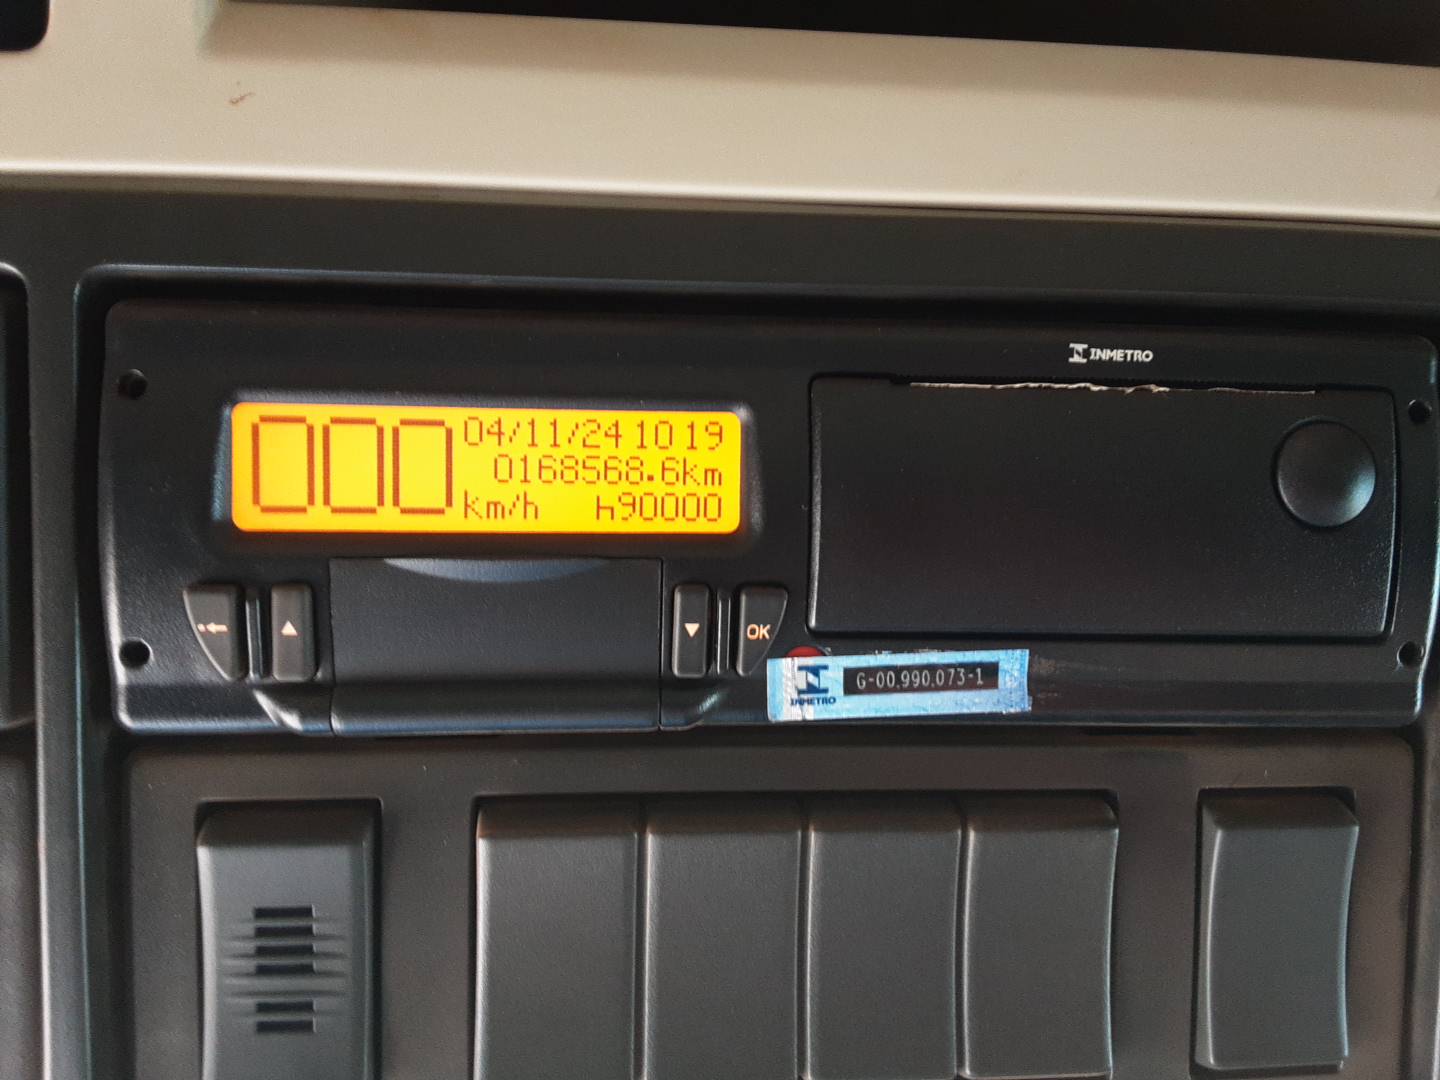 INMETRO
000 04/11/24 10 19
0168568.6km
km/h h90000
OK
INMETRO G-00.990.073-1